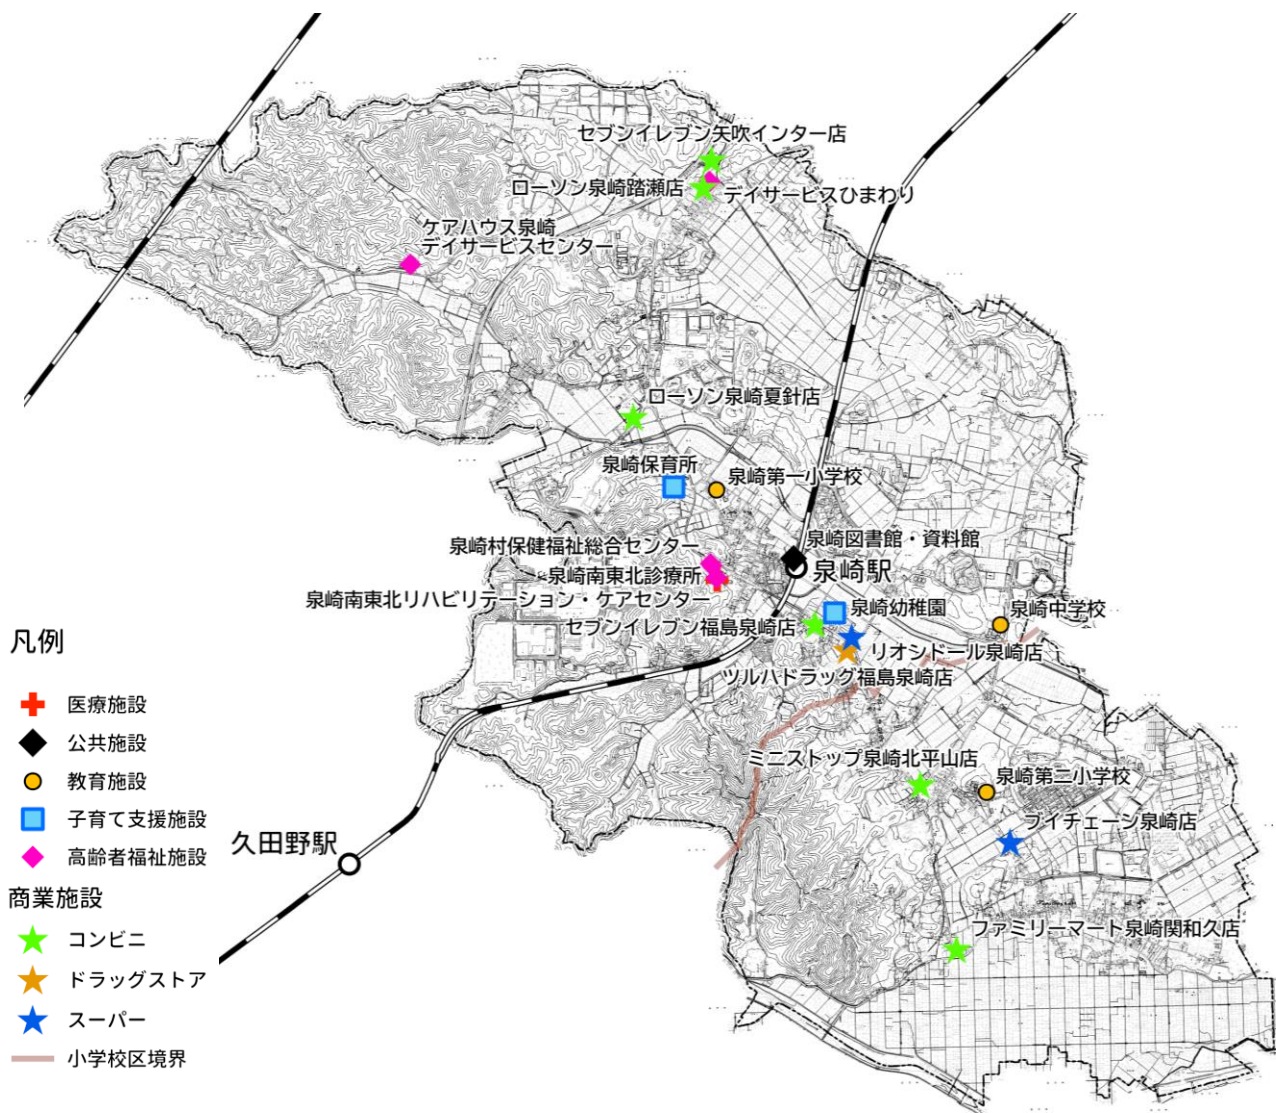 セブンイレブン矢吹インター店
ローソン泉崎踏瀬店
デイサービスひまわり
ケアハウス泉崎
デイサービスセンター
ローソン泉崎夏針店
泉崎保育所
泉崎第一小学校
泉崎図書館・資料館
泉崎村保健福祉総合センター
泉崎駅
泉崎南東北診療所
泉崎南東北リハビリテーション・ケアセンター
泉崎幼稚園
泉崎中学校
セブンイレブン福島泉崎店
リオンドール泉崎店
ツルハドラッグ福島泉崎店
ミニストップ泉崎北平山店
泉崎第二小学校
ブイチェーン泉崎店
久田野駅
ファミリーマート泉崎関和久店
凡例
医療施設
公共施設
教育施設
子育て支援施設
高齢者福祉施設
商業施設
コンビニ
ドラッグストア
スーパー
小学校区境界